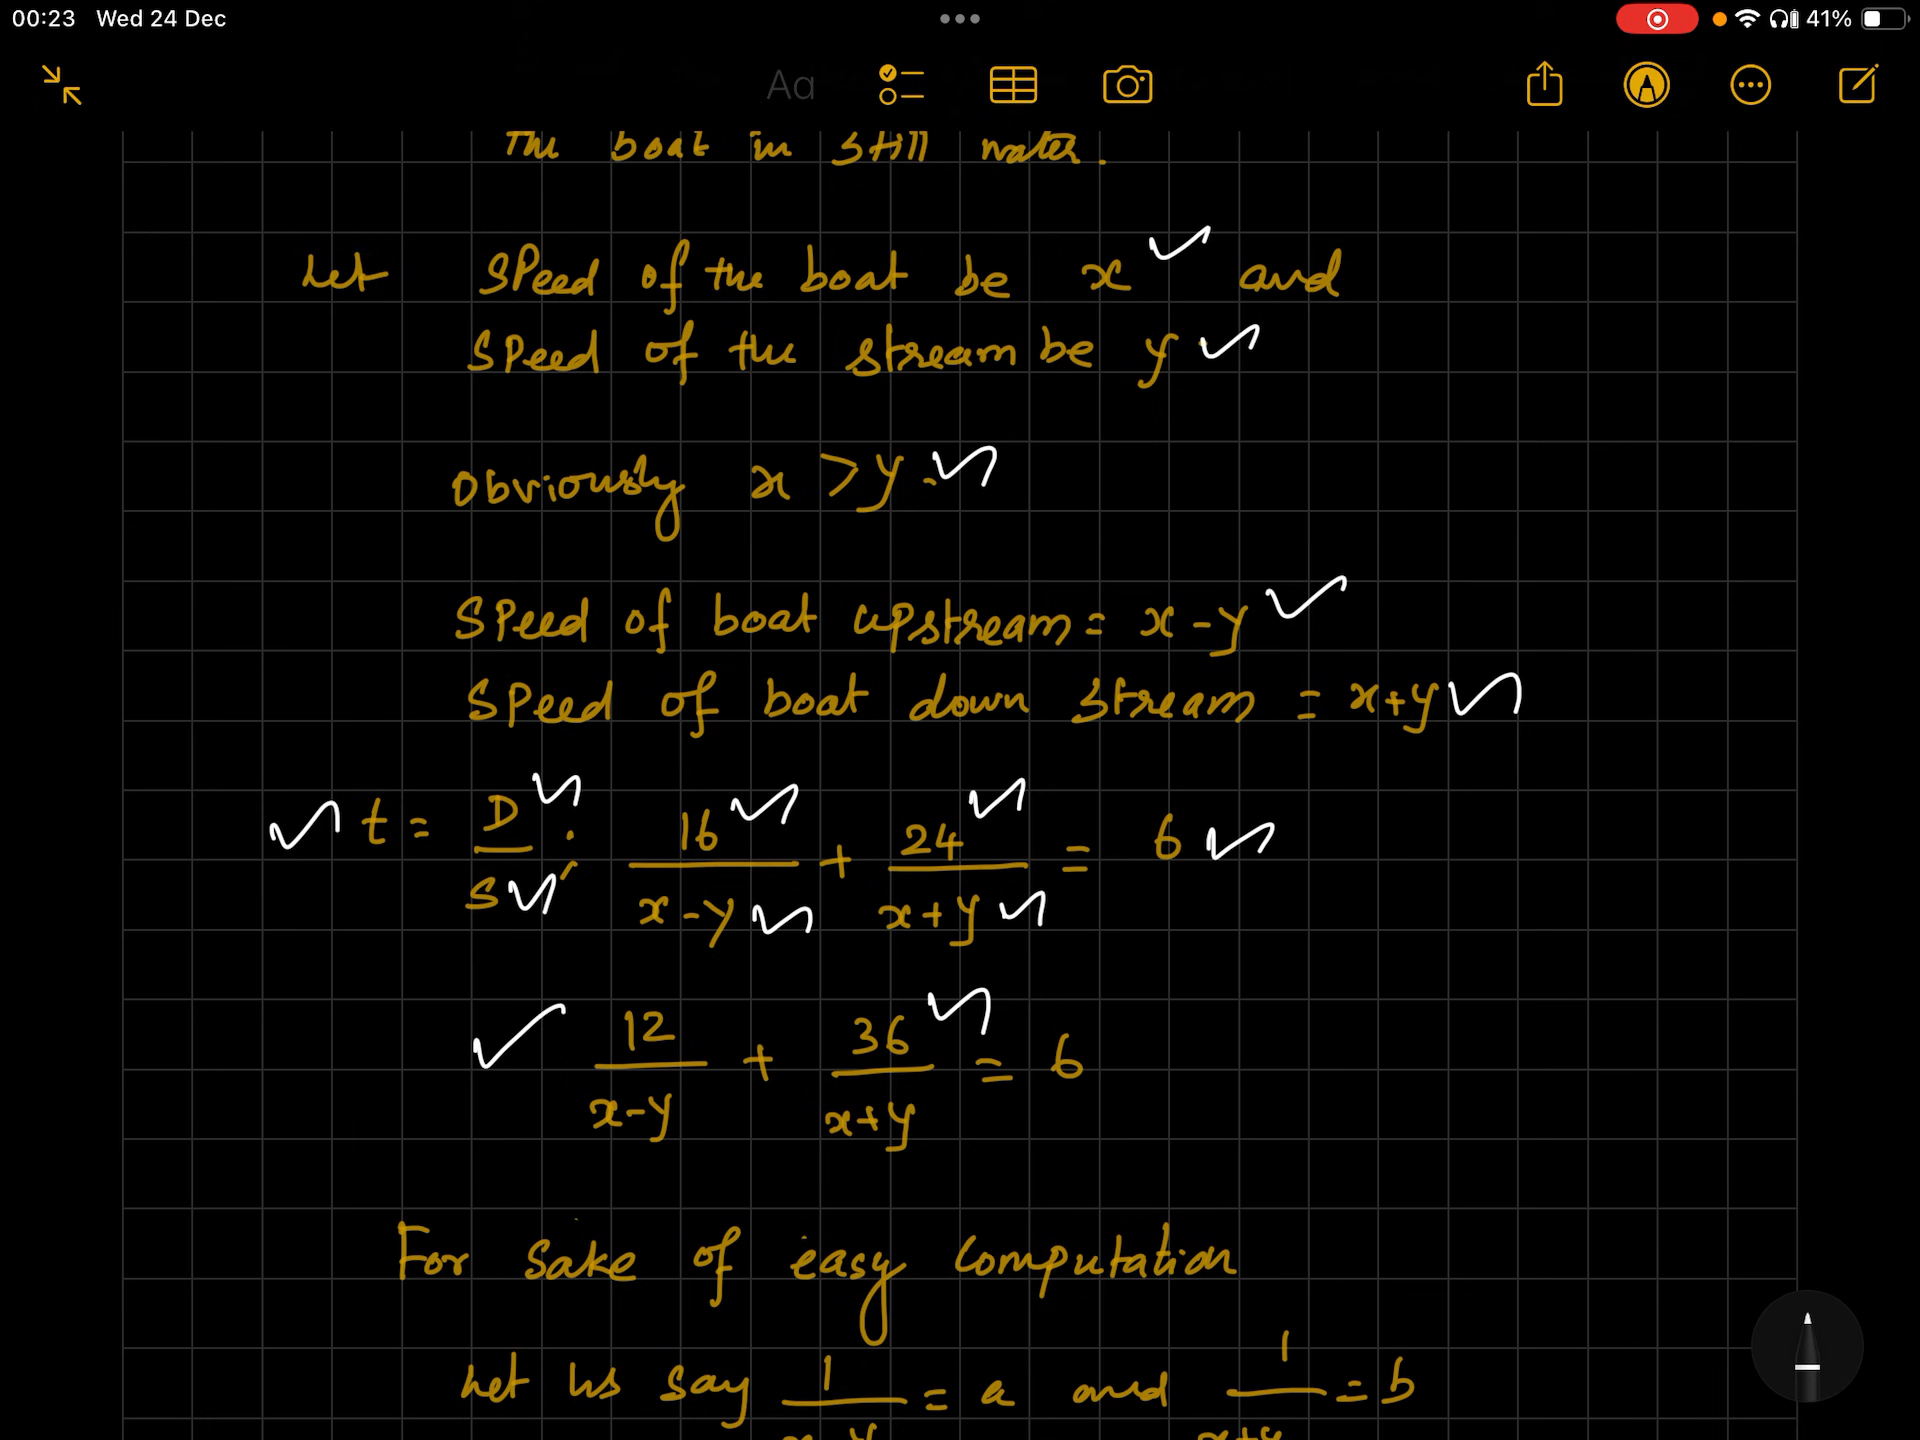 00:23 Wed 24 Dec
41%
Aa
The boat in still water.
Let Speed of the boat be x and
Speed of the stream be y
Obviously x > y.
Speed of boat upstream = x - y
Speed of boat down stream = x + y
t = D/S : 16/(x - y) + 24/(x + y) = 6
12/(x - y) + 36/(x + y) = 6
For Sake of easy computation
Let us say 1/(x - y) = a and 1/(x + y) = b